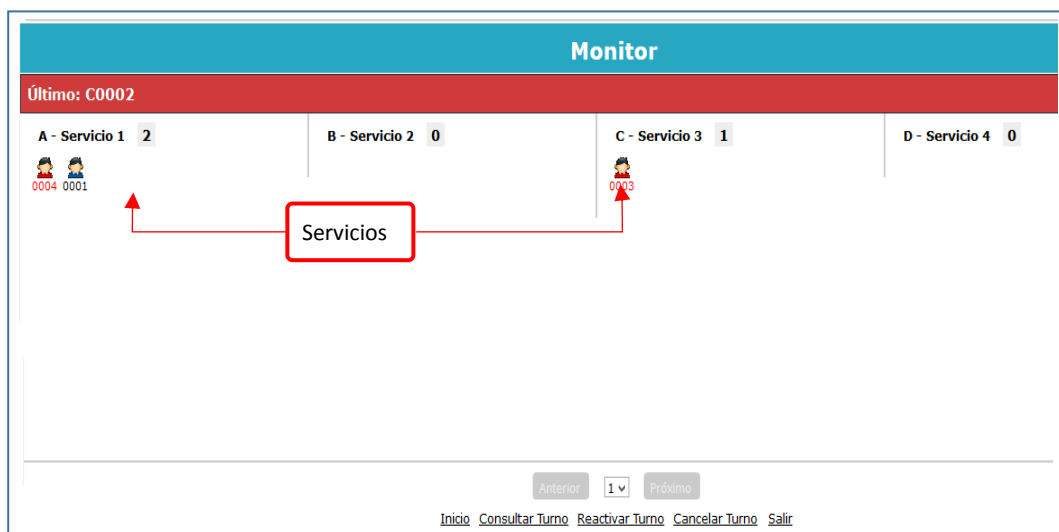 Monitor
Último: C0002
A - Servicio 1 2
B - Servicio 2 0
C - Servicio 3 1
D - Servicio 4 0
0004 0001
0003
Servicios
Anterior 1 Próximo
Inicio Consultar Turno Reactivar Turno Cancelar Turno Salir